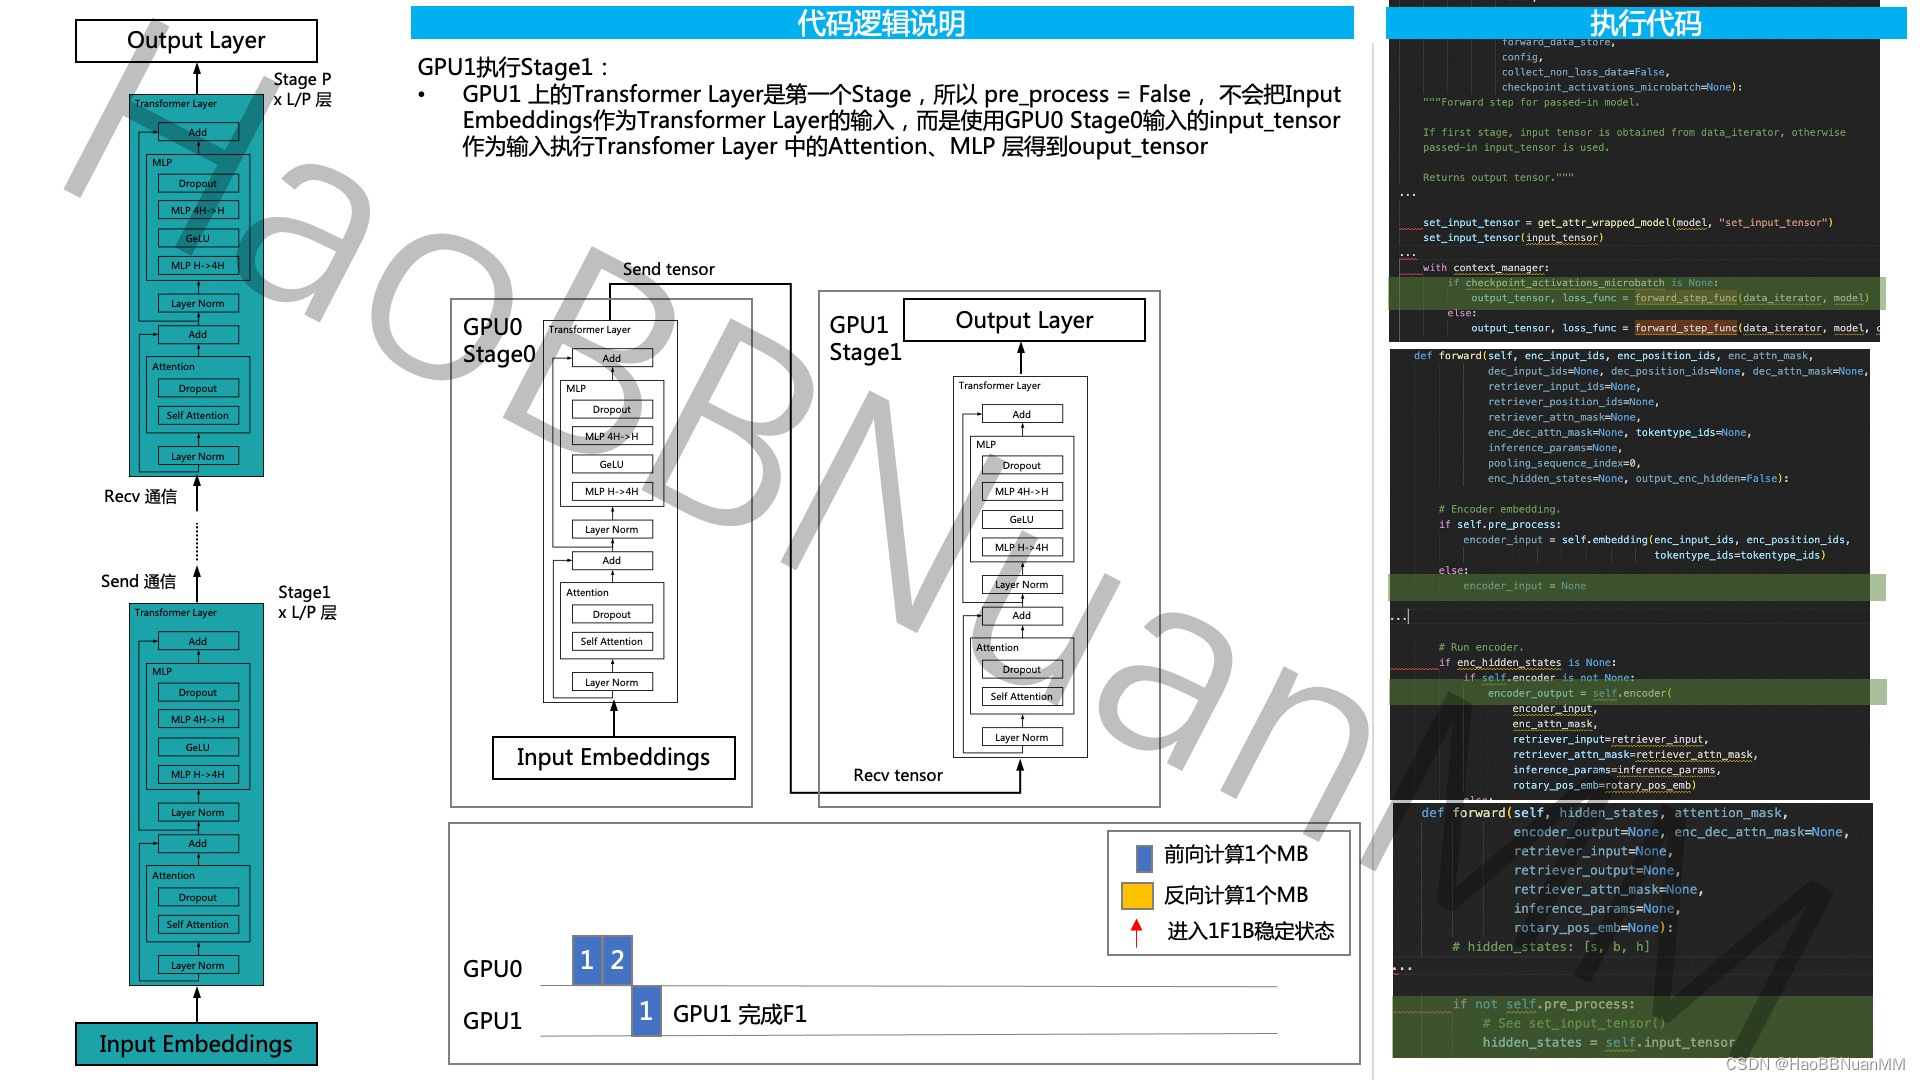 Output Layer
Stage P
x L/P 层
Transformer Layer
Add
MLP
Dropout
MLP 4H->H
GeLU
MLP H->4H
Layer Norm
Add
Attention
Dropout
Self Attention
Layer Norm
Recv 通信
Send 通信
Stage1
x L/P 层
Transformer Layer
Add
MLP
Dropout
MLP 4H->H
GeLU
MLP H->4H
Layer Norm
Add
Attention
Dropout
Self Attention
Layer Norm
Input Embeddings
代码逻辑说明
GPU1执行Stage1：
• GPU1 上的Transformer Layer是第一个Stage，所以 pre_process = False， 不会把Input
Embeddings作为Transformer Layer的输入，而是使用GPU0 Stage0输入的input_tensor
作为输入执行Transfomer Layer 中的Attention、MLP 层得到ouput_tensor
Send tensor
GPU0
Stage0
Transformer Layer
Add
MLP
Dropout
MLP 4H->H
GeLU
MLP H->4H
Layer Norm
Add
Attention
Dropout
Self Attention
Layer Norm
Input Embeddings
GPU1
Stage1
Output Layer
Transformer Layer
Add
MLP
Dropout
MLP 4H->H
GeLU
MLP H->4H
Layer Norm
Add
Attention
Dropout
Self Attention
Layer Norm
Recv tensor
前向计算1个MB
反向计算1个MB
进入1F1B稳定状态
GPU0
1 2
GPU1
1
GPU1 完成F1
执行代码
forward_data_store,
config,
collect_non_loss_data=False,
checkpoint_activations_microbatch=None):
"""Forward step for passed-in model.
If first stage, input tensor is obtained from data_iterator, otherwise
passed-in input_tensor is used.
Returns output tensor."""
...
set_input_tensor = get_attr_wrapped_model(model, "set_input_tensor")
set_input_tensor(input_tensor)
...
with context_manager:
if checkpoint_activations_microbatch is None:
output_tensor, loss_func = forward_step_func(data_iterator, model)
else:
output_tensor, loss_func = forward_step_func(data_iterator, model, c
def forward(self, enc_input_ids, enc_position_ids, enc_attn_mask,
dec_input_ids=None, dec_position_ids=None, dec_attn_mask=None,
retriever_input_ids=None,
retriever_position_ids=None,
retriever_attn_mask=None,
enc_dec_attn_mask=None, tokentype_ids=None,
inference_params=None,
pooling_sequence_index=0,
enc_hidden_states=None, output_enc_hidden=False):
# Encoder embedding.
if self.pre_process:
encoder_input = self.embedding(enc_input_ids, enc_position_ids,
tokentype_ids=tokentype_ids)
else:
encoder_input = None
...
# Run encoder.
if enc_hidden_states is None:
if self.encoder is not None:
encoder_output = self.encoder(
encoder_input,
enc_attn_mask,
retriever_input=retriever_input,
retriever_attn_mask=retriever_attn_mask,
inference_params=inference_params,
rotary_pos_emb=rotary_pos_emb)
else:
def forward(self, hidden_states, attention_mask,
encoder_output=None, enc_dec_attn_mask=None,
retriever_input=None,
retriever_output=None,
retriever_attn_mask=None,
inference_params=None,
rotary_pos_emb=None):
# hidden_states: [s, b, h]
...
if not self.pre_process:
# See set_input_tensor()
hidden_states = self.input_tensor
HaoBBNuanMM
CSDN @HaoBBNuanMM